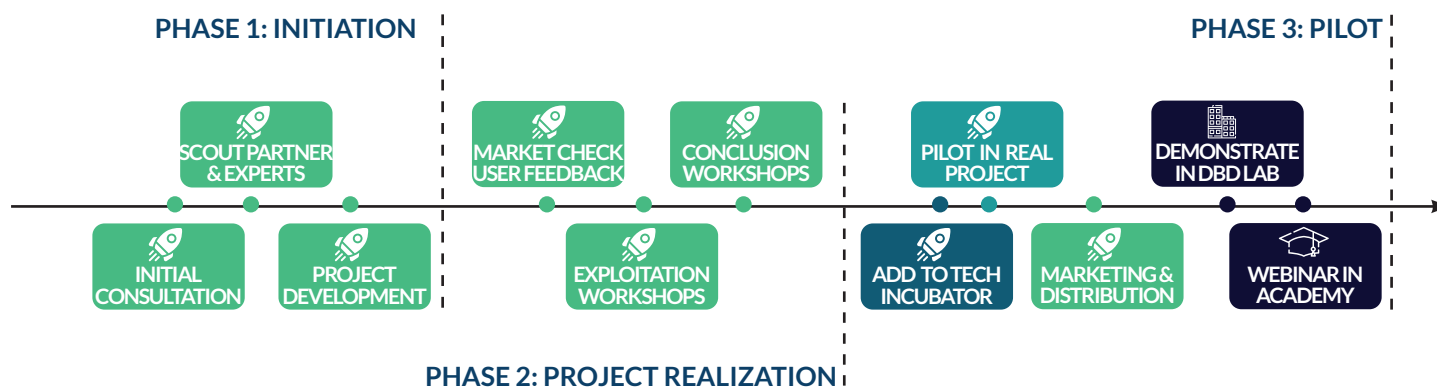 PHASE 1: INITIATION
PHASE 3: PILOT
SCOUT PARTNER
& EXPERTS
MARKET CHECK
USER FEEDBACK
CONCLUSION
WORKSHOPS
PILOT IN REAL
PROJECT
DEMONSTRATE
IN DBD LAB
INITIAL
CONSULTATION
PROJECT
DEVELOPMENT
EXPLOITATION
WORKSHOPS
ADD TO TECH
INCUBATOR
MARKETING &
DISTRIBUTION
WEBINAR IN
ACADEMY
PHASE 2: PROJECT REALIZATION